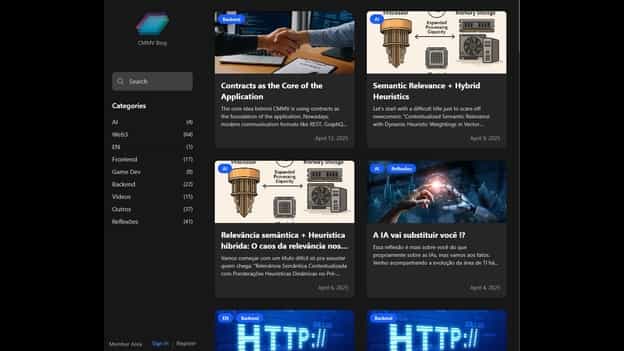 CMMV Blog
Search
Categories
AI (4)
Web3 (64)
EN (1)
Frontend (17)
Game Dev (8)
Backend (22)
Videos (15)
Outros (37)
Reflexões (41)
Member Area Sign In | Register
Backend
Contracts as the Core of the
Application
The core idea behind CMMV is using contracts
as the foundation of the application. Nowadays,
modern communication formats like REST, GraphQ...
April 12, 2025
AI
Processor
Expanded
Processing
Capacity
Memory Storage
Semantic Relevance + Hybrid
Heuristics
Let's start with a difficult title just to scare off
newcomers: "Contextualized Semantic Relevance
with Dynamic Heuristic Weightings in Vector...
April 9, 2025
AI
Expanded
Processing
Capacity
Memory Storage
Relevância semântica + Heurística
híbrida: O caos da relevância nos...
Vamos começar com um título difícil só pra assustar
quem chega: "Relevância Semântica Contextualizada
com Ponderações Heurísticas Dinâmicas no Pré-...
AI Reflexões
A IA vai substituir você !?
Essa reflexão é mais sobre você do que
propriamente sobre as IAs, mas vamos aos fatos:
Venho acompanhando a evolução da área de TI há...
April 4, 2025
EN Backend
HTTP://
Backend
HTTP://